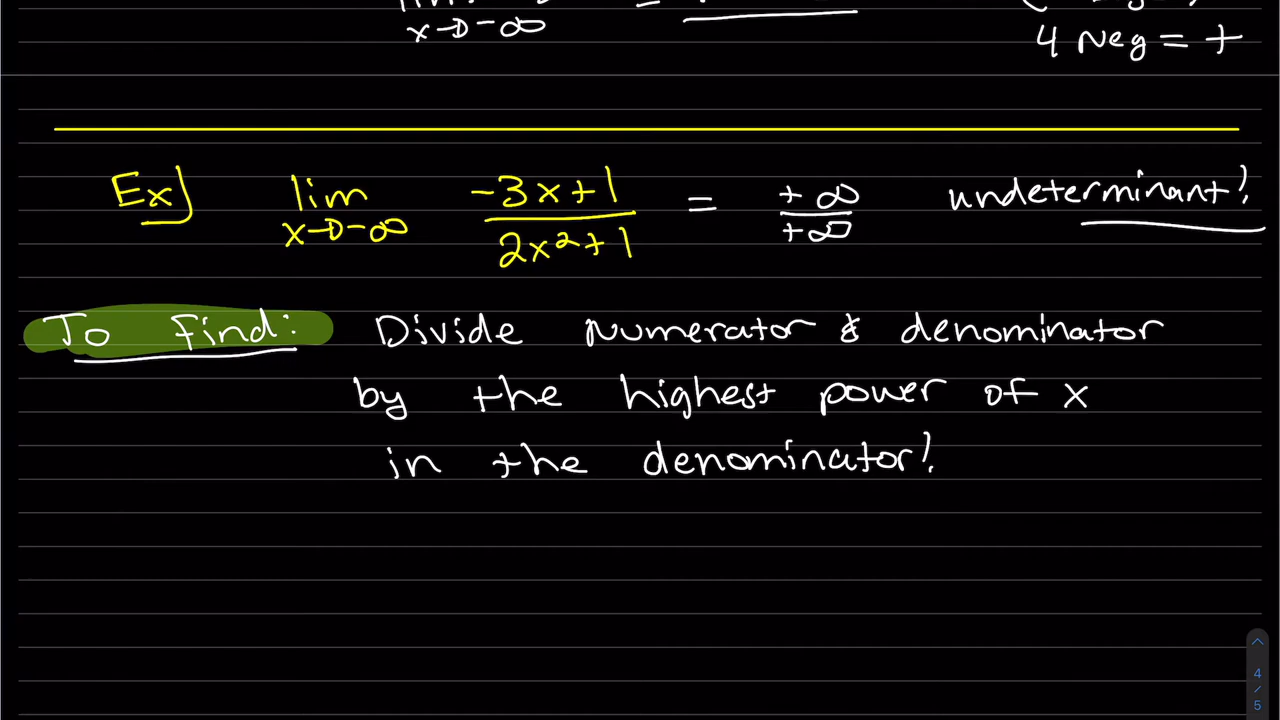 x→-∞ =
4 Neg = +
Ex) lim x→-∞ -3x+1 / 2x²+1 = +∞ / +∞ undeterminant!
To find: Divide numerator & denominator
by the highest power of x
in the denominator!
4
/
5